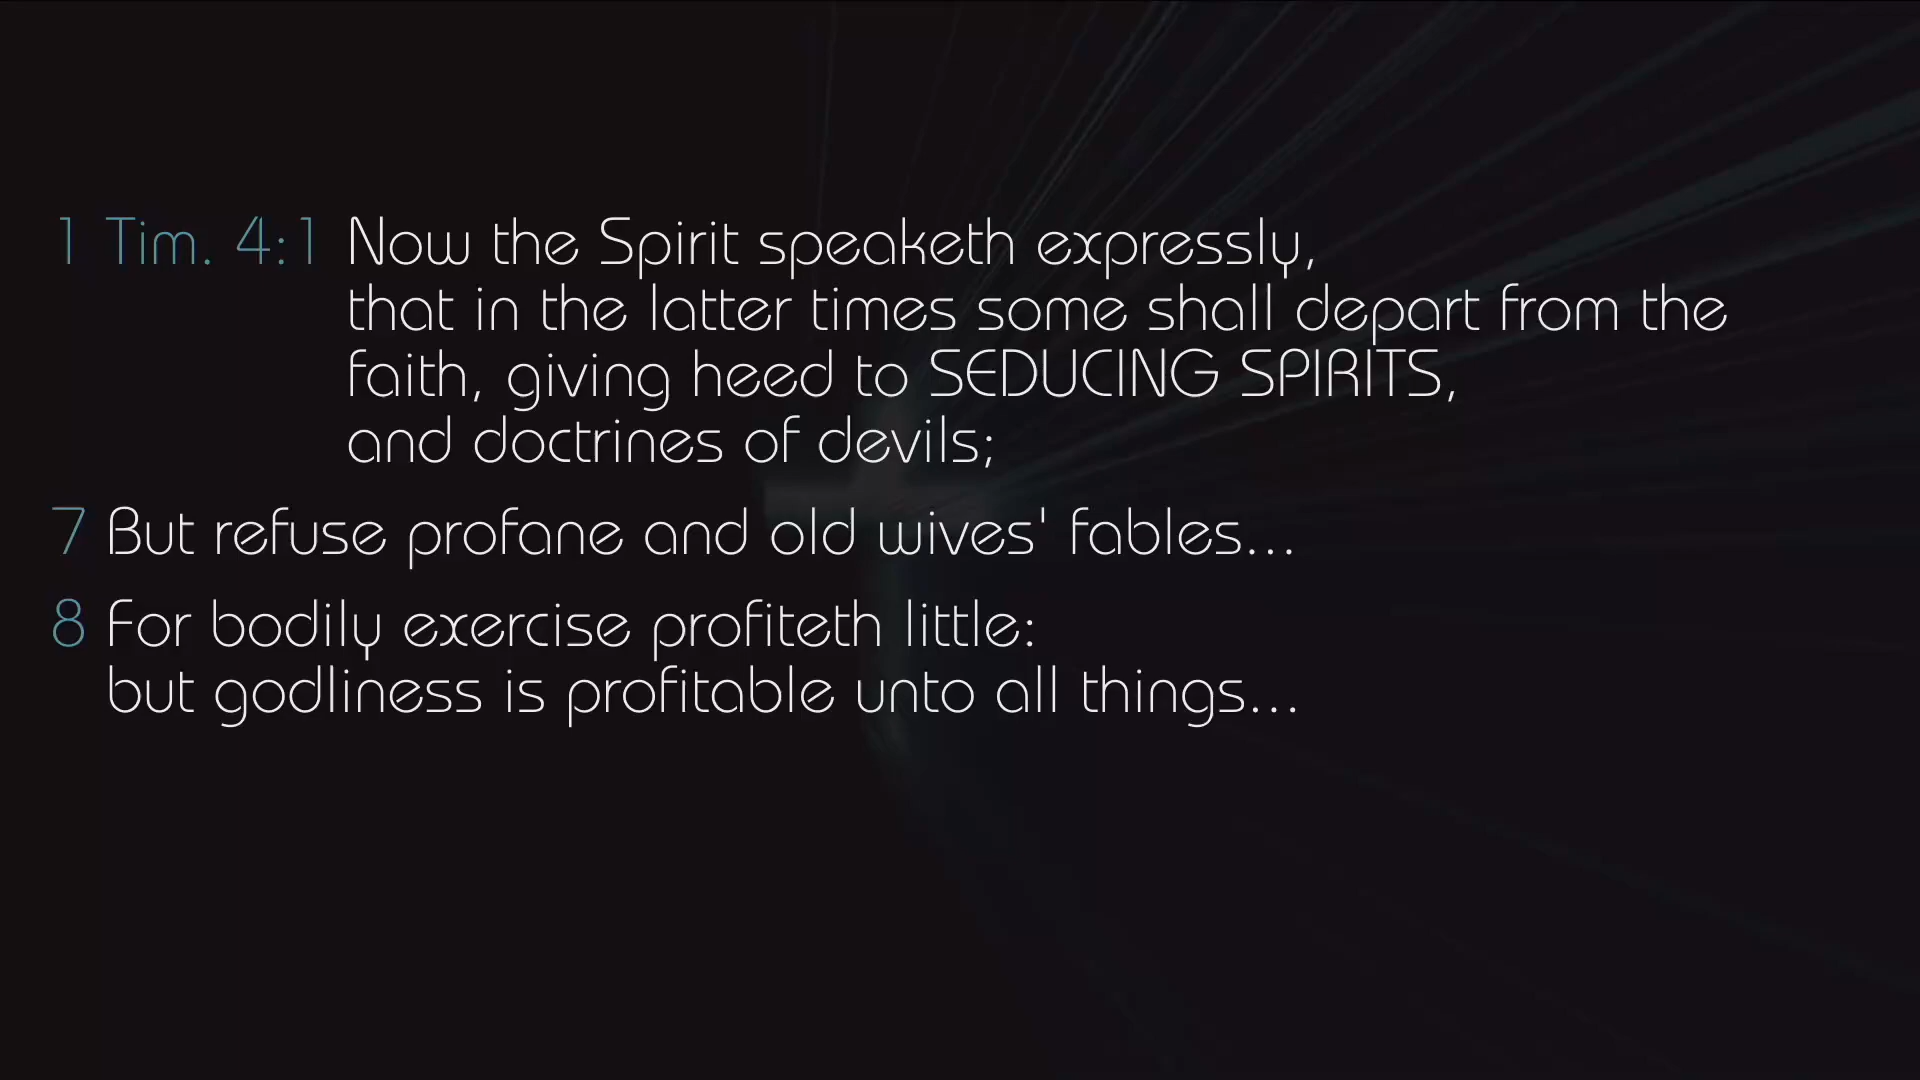 1 Tim. 4:1 Now the Spirit speaketh expressly,
that in the latter times some shall depart from the
faith, giving heed to SEDUCING SPIRITS,
and doctrines of devils;
7 But refuse profane and old wives' fables...
8 For bodily exercise profiteth little:
but godliness is profitable unto all things...